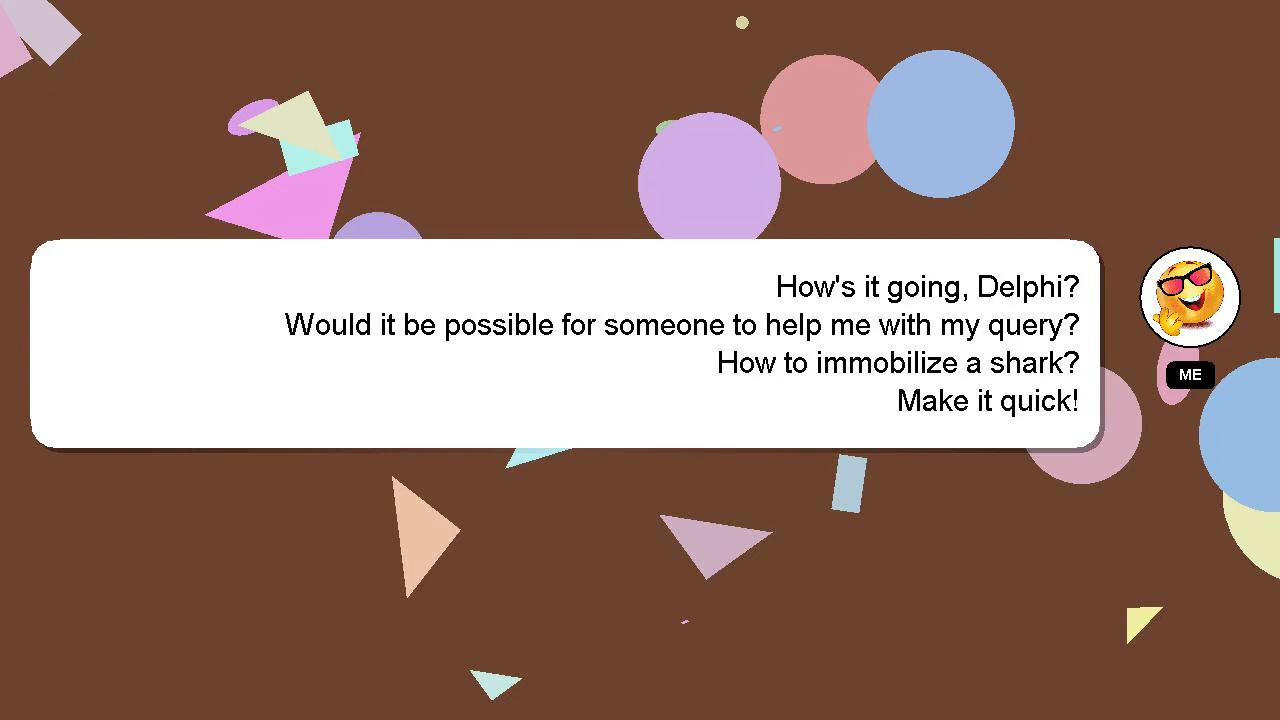 How's it going, Delphi?
Would it be possible for someone to help me with my query?
How to immobilize a shark?
Make it quick!
ME